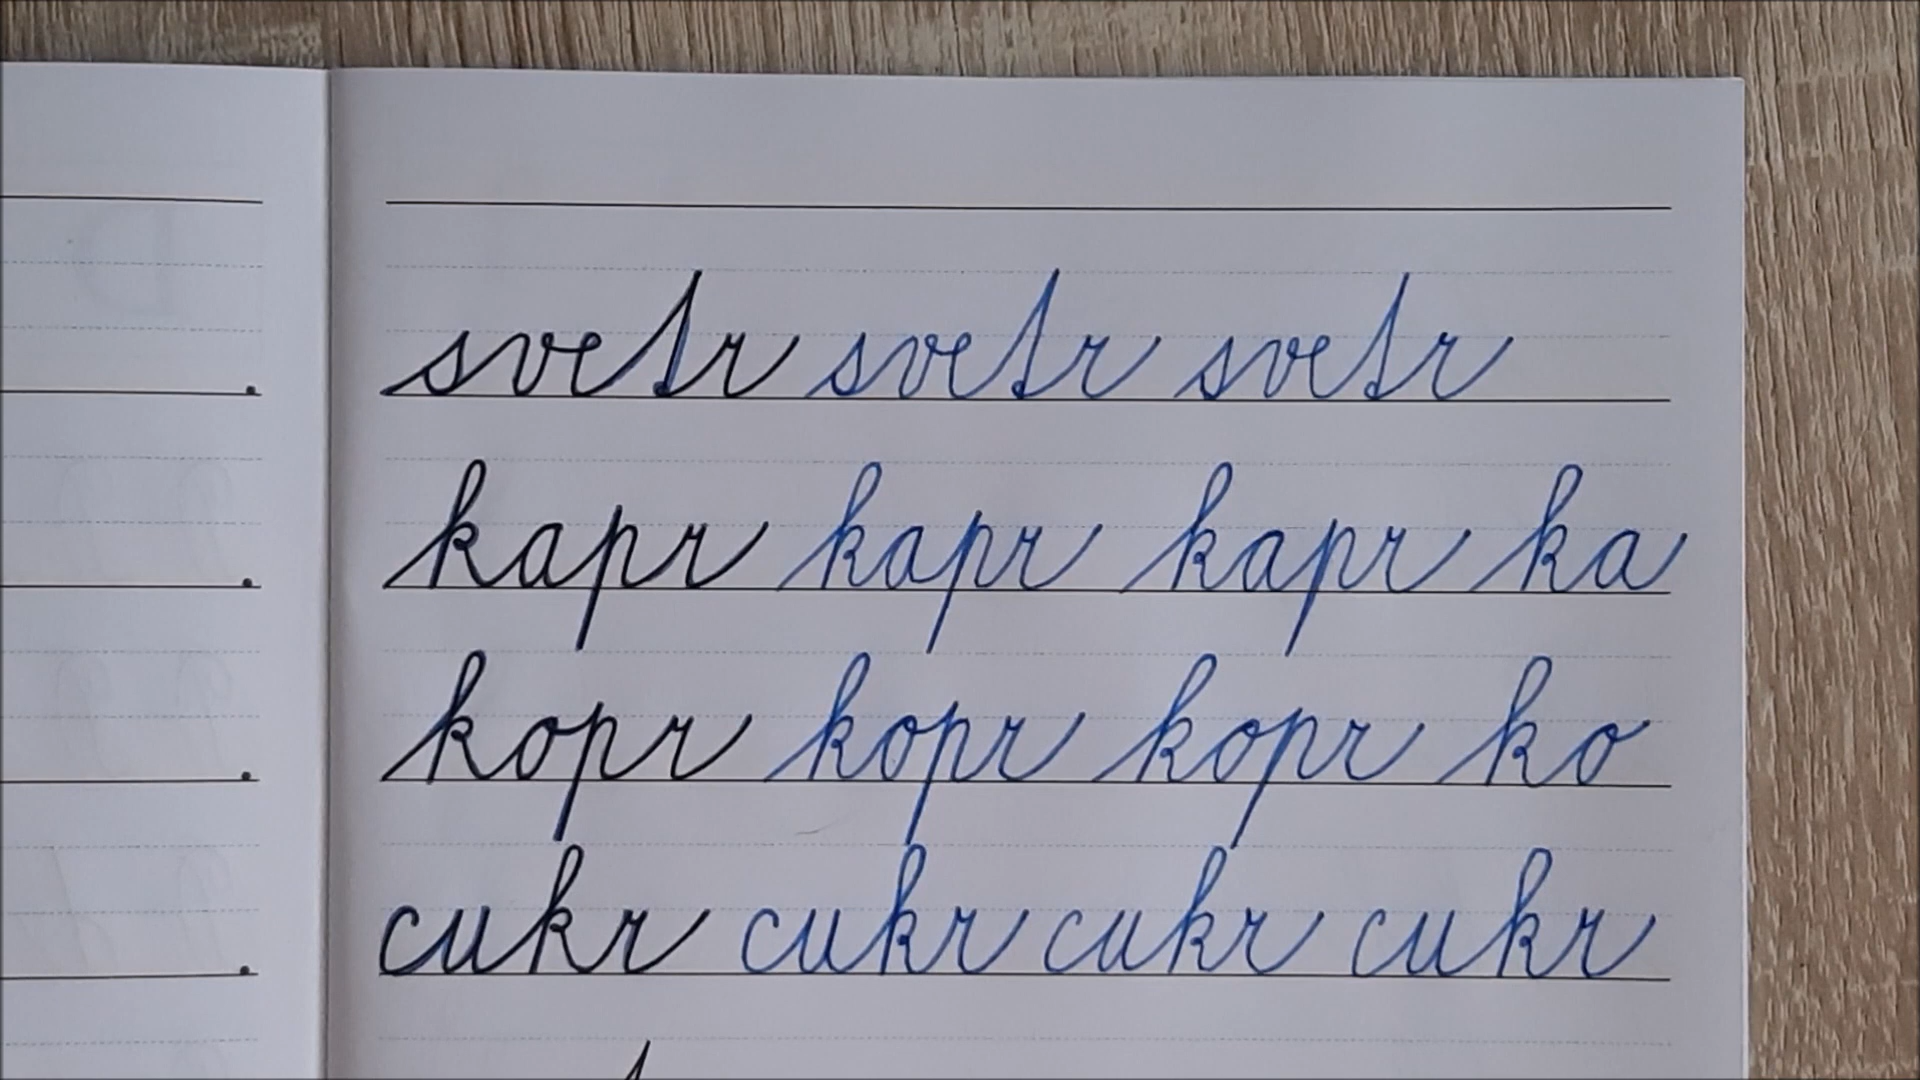 svetr svetr svetr
kapr kapr kapr ka
kopr kopr kopr ko
cukr cukr cukr cukr